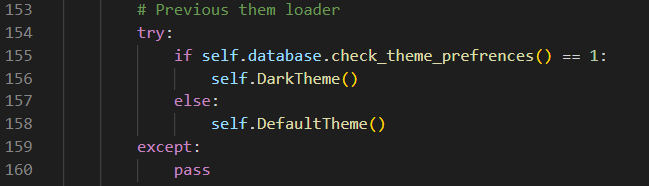 153 # Previous them loader
154 try:
155 if self.database.check_theme_prefrences() == 1:
156 self.DarkTheme()
157 else:
158 self.DefaultTheme()
159 except:
160 pass